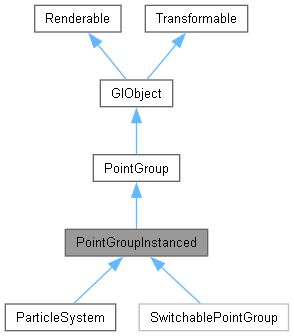 Renderable
Transformable
GlObject
PointGroup
PointGroupInstanced
ParticleSystem
SwitchablePointGroup